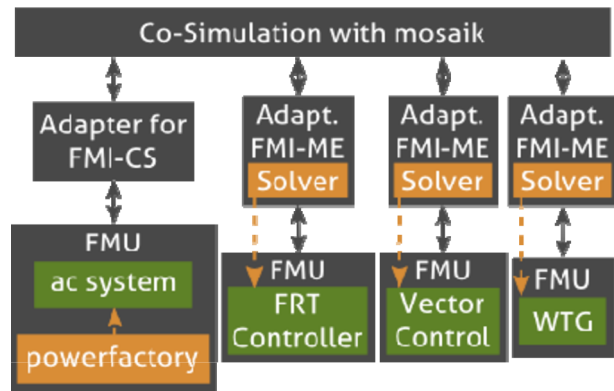 Co-Simulation with mosaik
Adapter for
FMI-CS
Adapt.
FMI-ME
Solver
Adapt.
FMI-ME
Solver
Adapt.
FMI-ME
Solver
FMU
ac system
powerfactory
FMU
FRT
Controller
FMU
Vector
Control
FMU
WTG